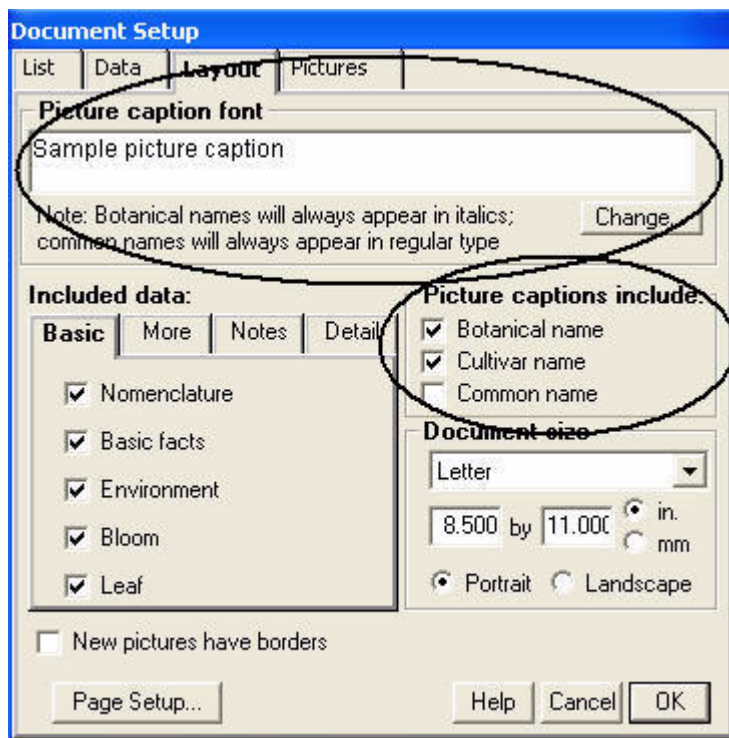 Document Setup
List Data Layout Pictures
Picture caption font
Sample picture caption
Note: Botanical names will always appear in italics;
common names will always appear in regular type
Change...
Included data:
Basic More Notes Detail
Nomenclature
Basic facts
Environment
Bloom
Leaf
Picture captions include:
Botanical name
Cultivar name
Common name
Document size
Letter
8.500 by 11.000 in.
mm
Portrait Landscape
New pictures have borders
Page Setup... Help Cancel OK